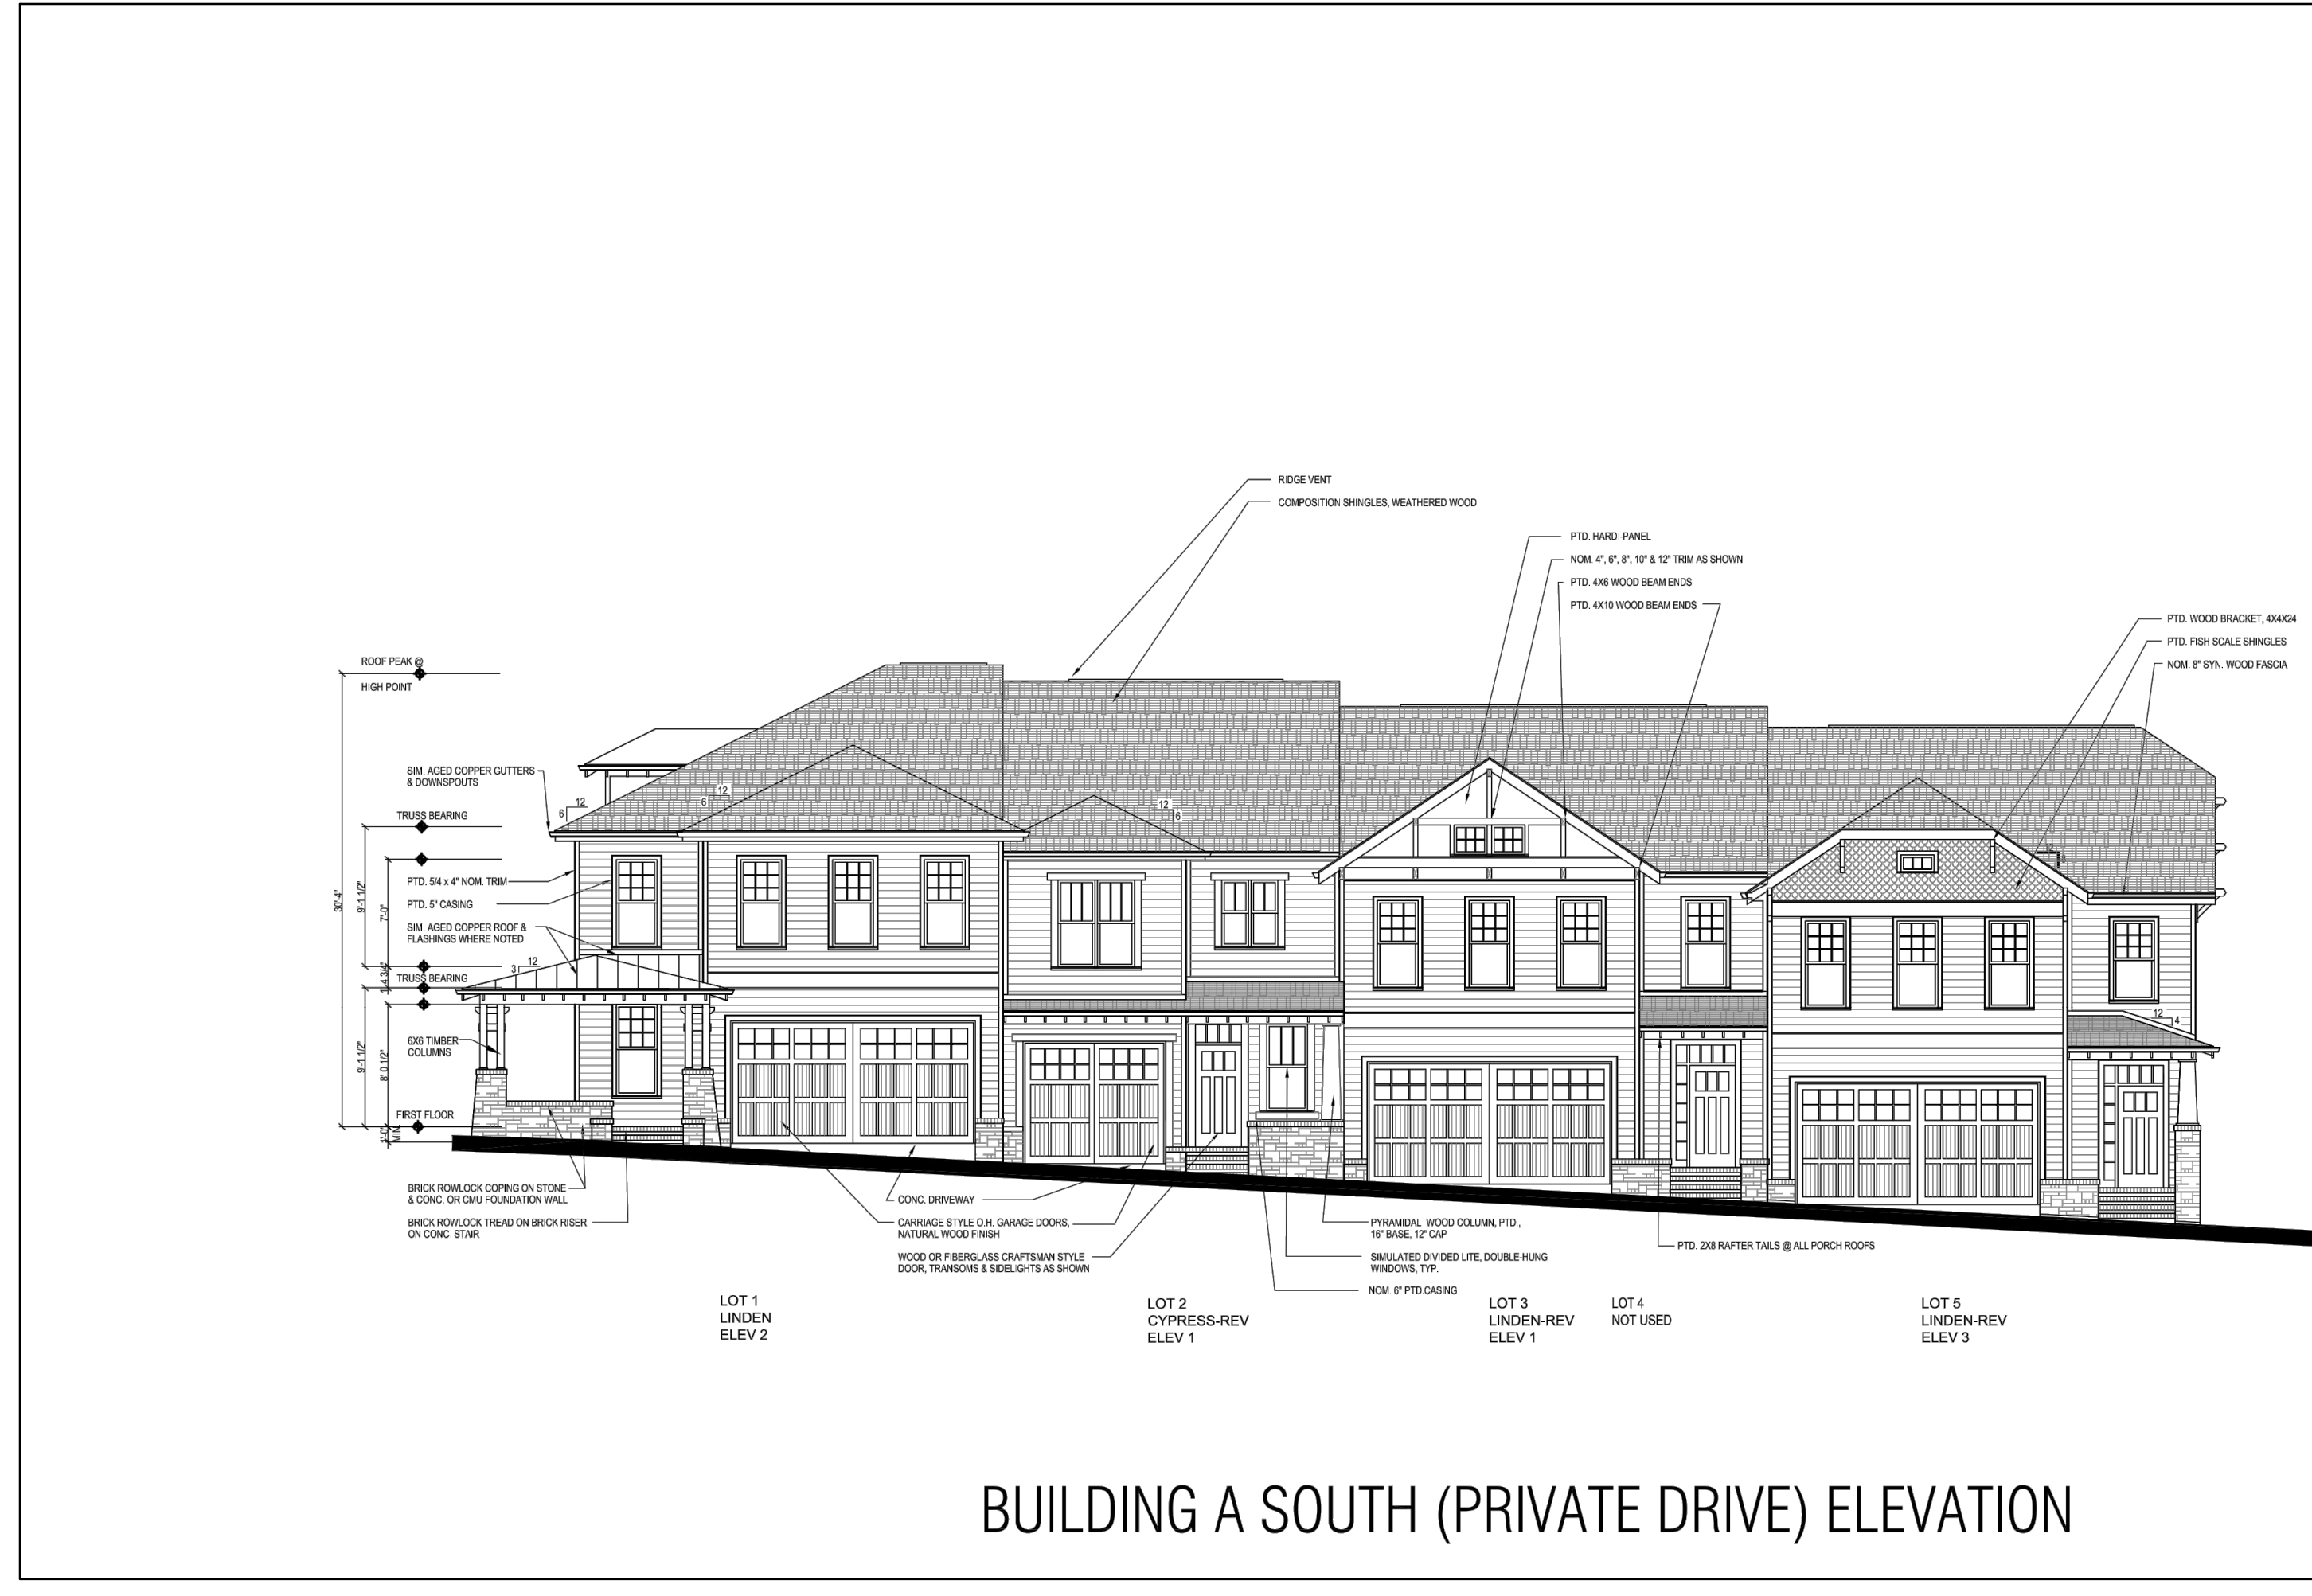 RIDGE VENT
COMPOSITION SHINGLES, WEATHERED WOOD
PTD. HARDI-PANEL
NOM. 4", 6", 8", 10" & 12" TRIM AS SHOWN
PTD. 4X6 WOOD BEAM ENDS
PTD. 4X10 WOOD BEAM ENDS
PTD. WOOD BRACKET, 4X4X24
PTD. FISH SCALE SHINGLES
NOM. 8" SYN. WOOD FASCIA
ROOF PEAK @
HIGH POINT
SIM. AGED COPPER GUTTERS
& DOWNSPOUTS
12
6
12
6
12
6
12
8
TRUSS BEARING
30'-4"
9'-1 1/2"
7'-0"
PTD. 5/4 x 4" NOM. TRIM
PTD. 5" CASING
SIM. AGED COPPER ROOF &
FLASHINGS WHERE NOTED
12
3
TRUSS BEARING
1'-4 3/4"
12
4
6X6 TIMBER
COLUMNS
9'-1 1/2"
8'-0 1/2"
FIRST FLOOR
1'-0"
MIN.
BRICK ROWLOCK COPING ON STONE
& CONC. OR CMU FOUNDATION WALL
BRICK ROWLOCK TREAD ON BRICK RISER
ON CONC. STAIR
CONC. DRIVEWAY
CARRIAGE STYLE O.H. GARAGE DOORS,
NATURAL WOOD FINISH
WOOD OR FIBERGLASS CRAFTSMAN STYLE
DOOR, TRANSOMS & SIDELIGHTS AS SHOWN
PYRAMIDAL WOOD COLUMN, PTD.,
16" BASE, 12" CAP
SIMULATED DIVIDED LITE, DOUBLE-HUNG
WINDOWS, TYP.
NOM. 6" PTD.CASING
PTD. 2X8 RAFTER TAILS @ ALL PORCH ROOFS
LOT 1
LINDEN
ELEV 2
LOT 2
CYPRESS-REV
ELEV 1
LOT 3
LINDEN-REV
ELEV 1
LOT 4
NOT USED
LOT 5
LINDEN-REV
ELEV 3
BUILDING A SOUTH (PRIVATE DRIVE) ELEVATION